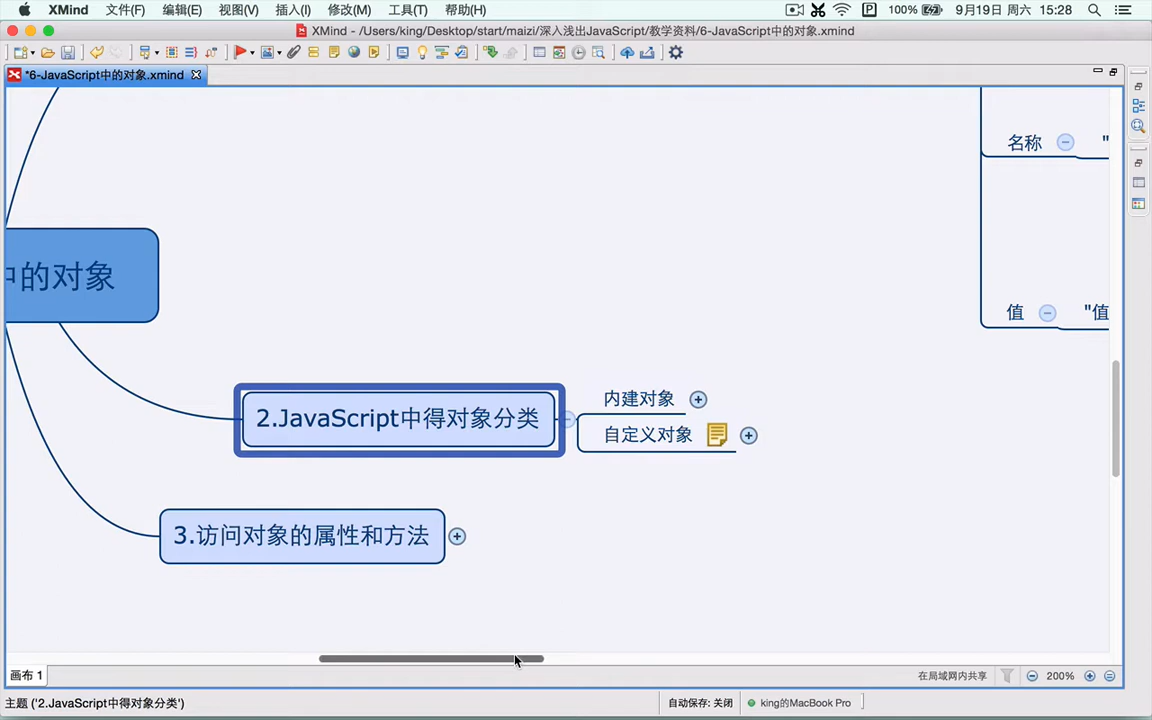 XMind 文件(F) 编辑(E) 视图(V) 插入(I) 修改(M) 工具(T) 帮助(H) P 100% 9月19日 周六 15:28
XMind - /Users/king/Desktop/start/maizi/深入浅出JavaScript/教学资料/6-JavaScript中的对象.xmind
*6-JavaScript中的对象.xmind
名称 "
中的对象
值 "值
2.JavaScript中得对象分类
内建对象
自定义对象
3.访问对象的属性和方法
画布 1 在局域网内共享 200%
主题 ('2.JavaScript中得对象分类') 自动保存: 关闭 king的MacBook Pro